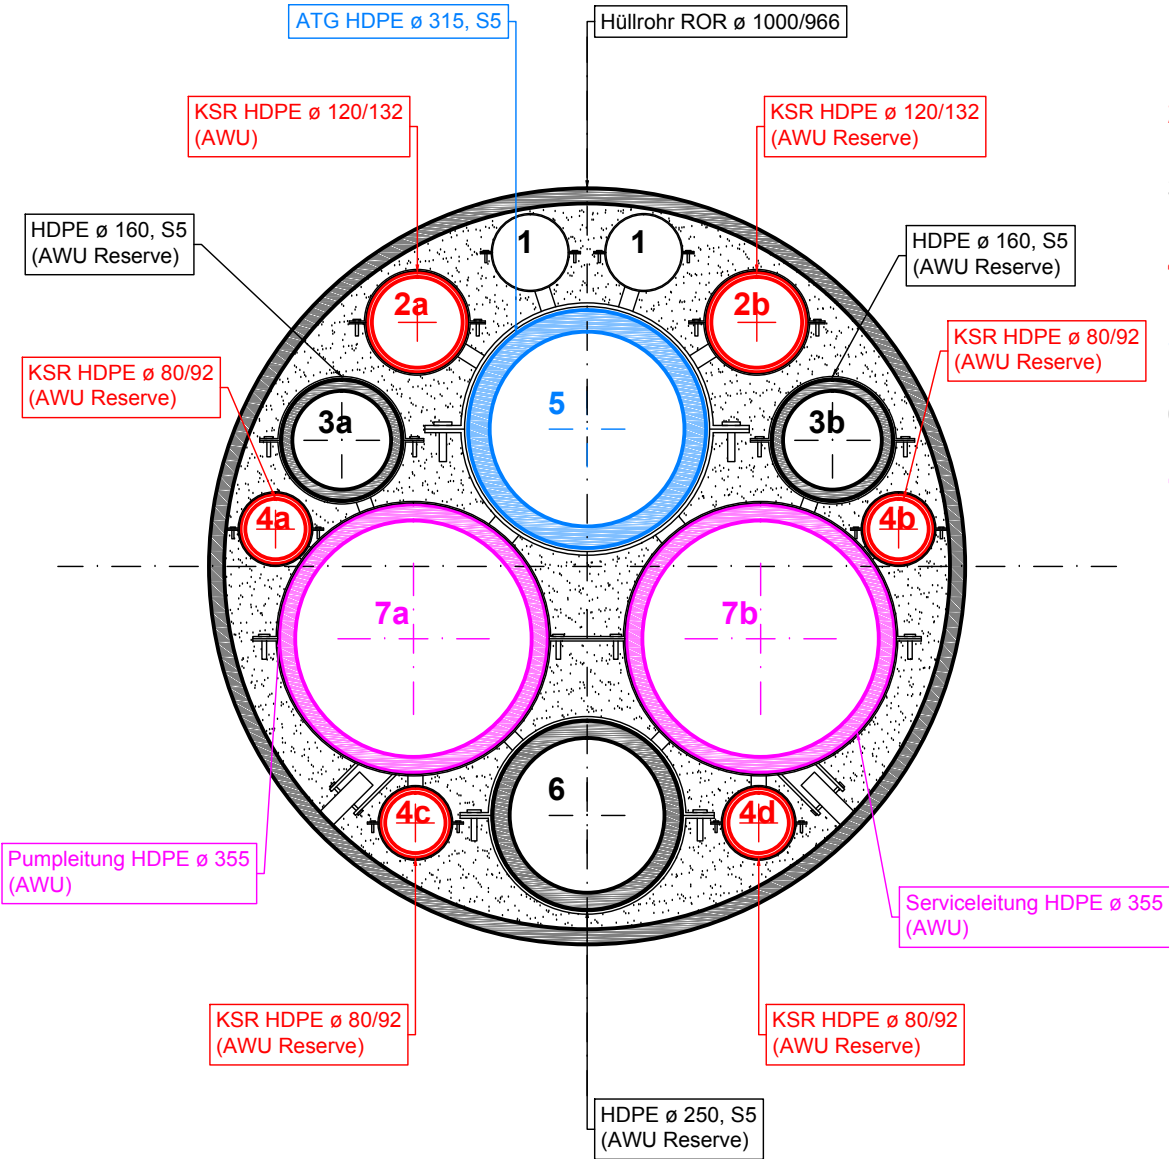 ATG HDPE ø 315, S5
Hüllrohr ROR ø 1000/966
KSR HDPE ø 120/132
(AWU)
KSR HDPE ø 120/132
(AWU Reserve)
HDPE ø 160, S5
(AWU Reserve)
HDPE ø 160, S5
(AWU Reserve)
1
1
2a
2b
KSR HDPE ø 80/92
(AWU Reserve)
KSR HDPE ø 80/92
(AWU Reserve)
5
3a
3b
4a
4b
7a
7b
6
4c
4d
Pumpleitung HDPE ø 355
(AWU)
Serviceleitung HDPE ø 355
(AWU)
KSR HDPE ø 80/92
(AWU Reserve)
KSR HDPE ø 80/92
(AWU Reserve)
HDPE ø 250, S5
(AWU Reserve)